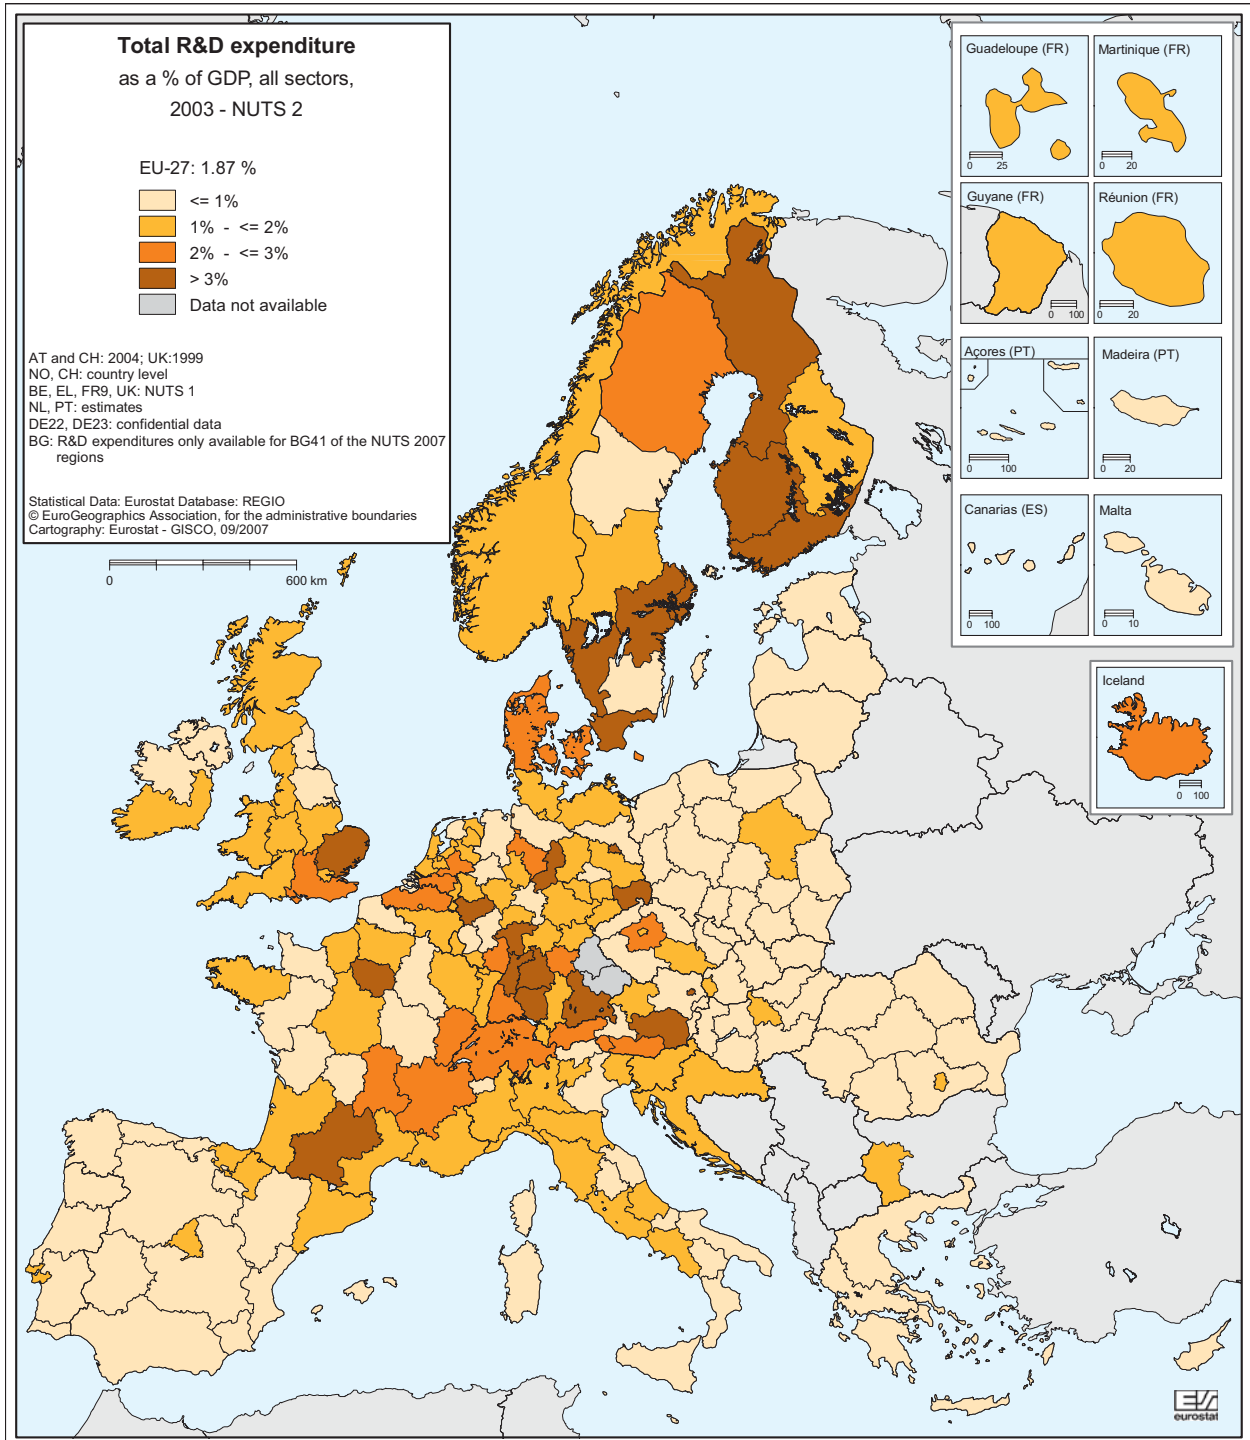 Total R&D expenditure
as a % of GDP, all sectors,
2003 - NUTS 2
EU-27: 1.87 %
<= 1%
1% - <= 2%
2% - <= 3%
> 3%
Data not available
AT and CH: 2004; UK:1999
NO, CH: country level
BE, EL, FR9, UK: NUTS 1
NL, PT: estimates
DE22, DE23: confidential data
BG: R&D expenditures only available for BG41 of the NUTS 2007
regions
Statistical Data: Eurostat Database: REGIO
© EuroGeographics Association, for the administrative boundaries
Cartography: Eurostat - GISCO, 09/2007
0 600 km
Guadeloupe (FR)
0 25
Martinique (FR)
0 20
Guyane (FR)
0 100
Réunion (FR)
0 20
Açores (PT)
0 100
Madeira (PT)
0 20
Canarias (ES)
0 100
Malta
0 10
Iceland
0 100
eurostat